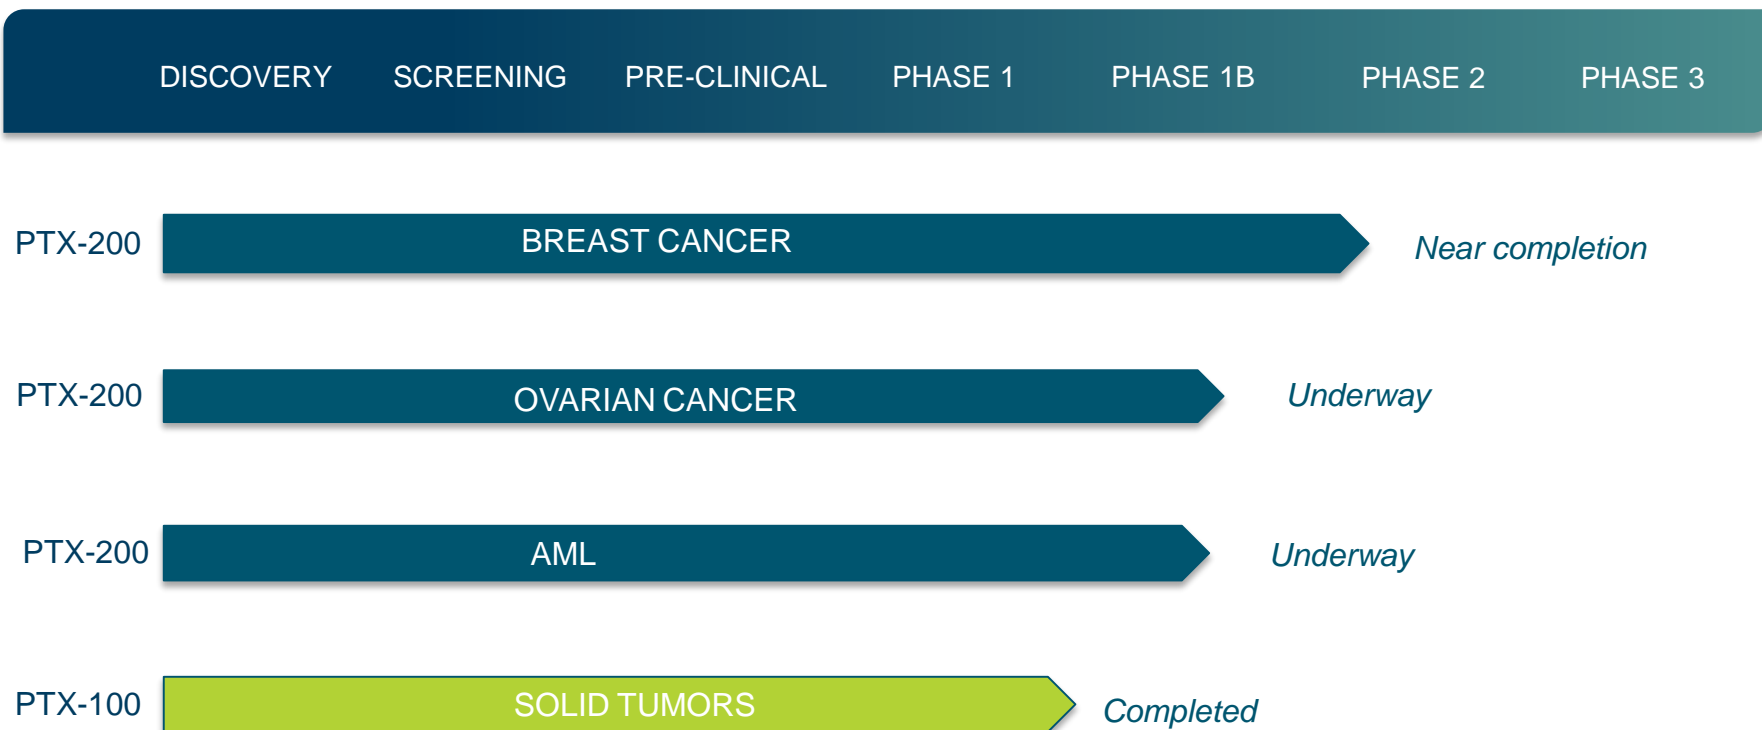 DISCOVERY SCREENING PRE-CLINICAL PHASE 1 PHASE 1B PHASE 2 PHASE 3
PTX-200 BREAST CANCER Near completion
PTX-200 OVARIAN CANCER Underway
PTX-200 AML Underway
PTX-100 SOLID TUMORS Completed